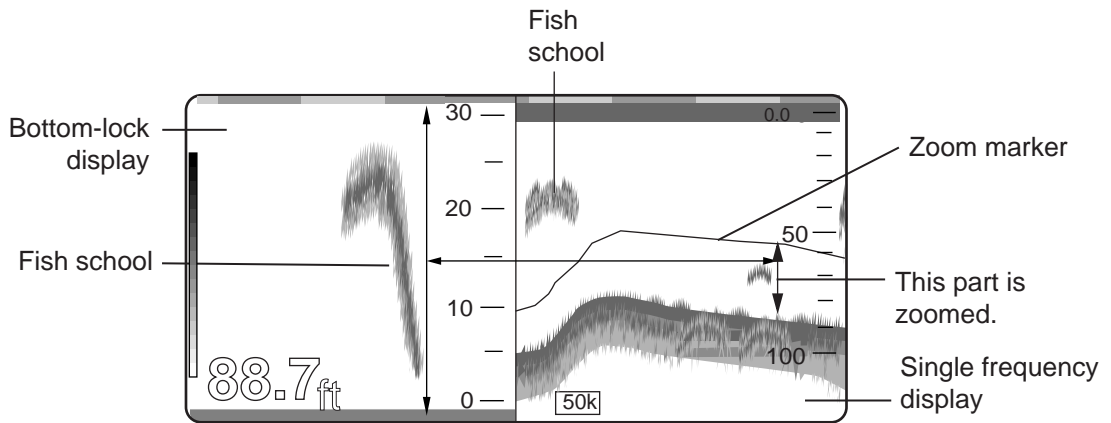 Fish
school
Bottom-lock
display
Fish school
30
20
10
0
88.7ft
0.0
50
100
50k
Zoom marker
This part is
zoomed.
Single frequency
display